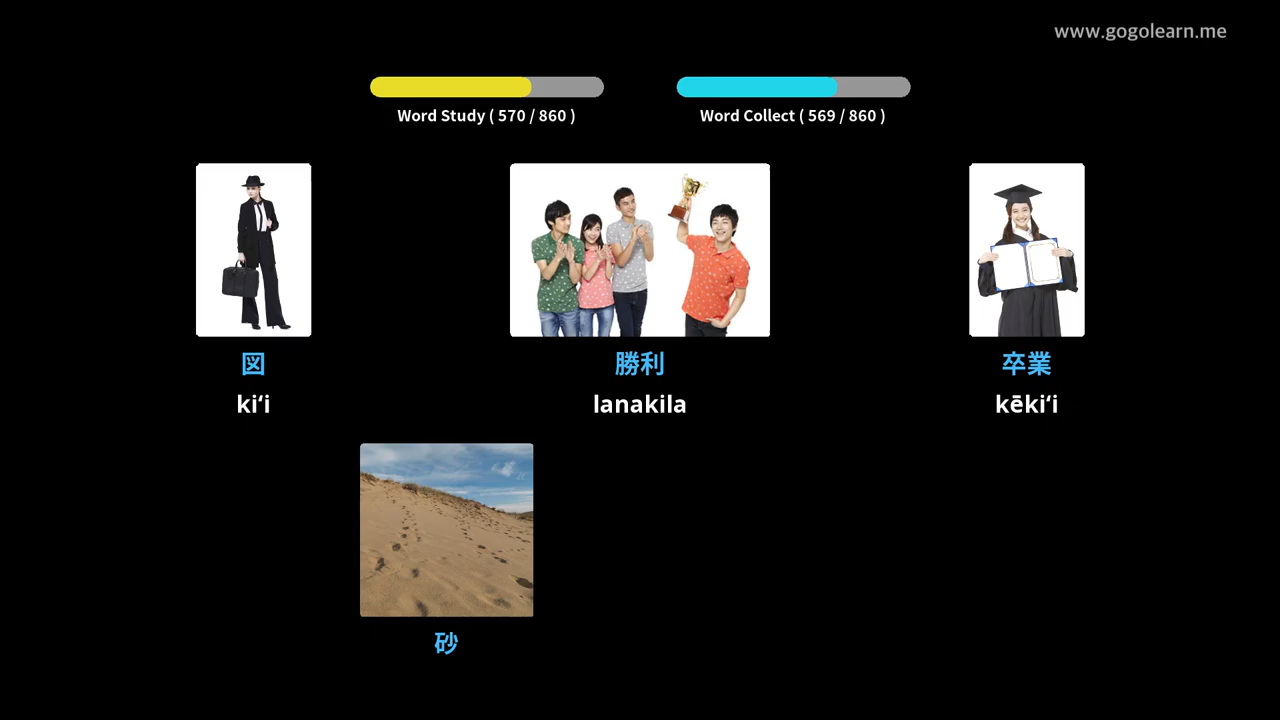 www.gogolearn.me
Word Study ( 570 / 860 )
Word Collect ( 569 / 860 )
図
kiʻi
勝利
lanakila
卒業
kēkiʻi
砂